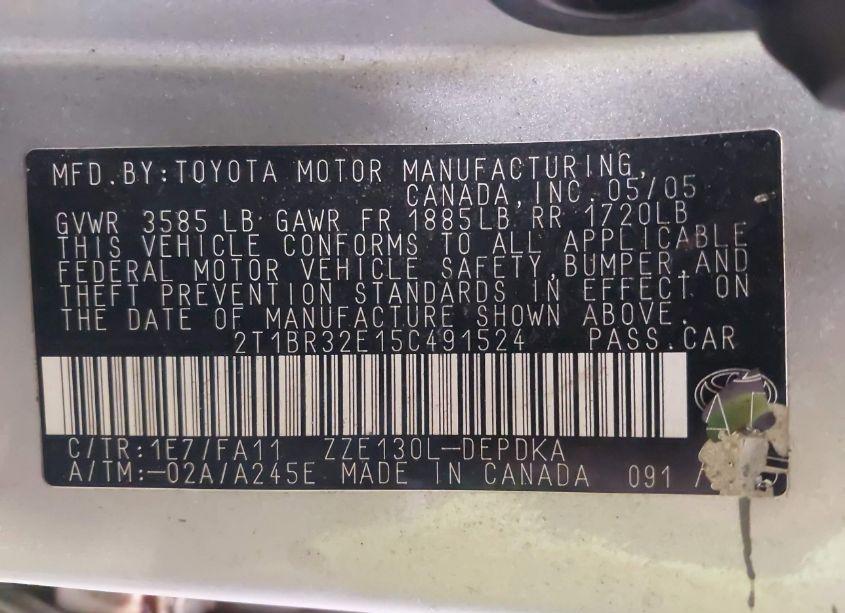 MFD.BY:TOYOTA MOTOR MANUFACTURING,
CANADA,INC. 05/05
GVWR 3585 LB GAWR FR 1885LB RR 1720LB
THIS VEHICLE CONFORMS TO ALL APPLICABLE
FEDERAL MOTOR VEHICLE SAFETY,BUMPER,AND
THEFT PREVENTION STANDARDS IN EFFECT ON
THE DATE OF MANUFACTURE SHOWN ABOVE.
2T1BR32E15C491524 PASS.CAR
C/TR:1E7/FA11 ZZE130L-DEPDKA
A/TM:-02A/A245E MADE IN CANADA 091